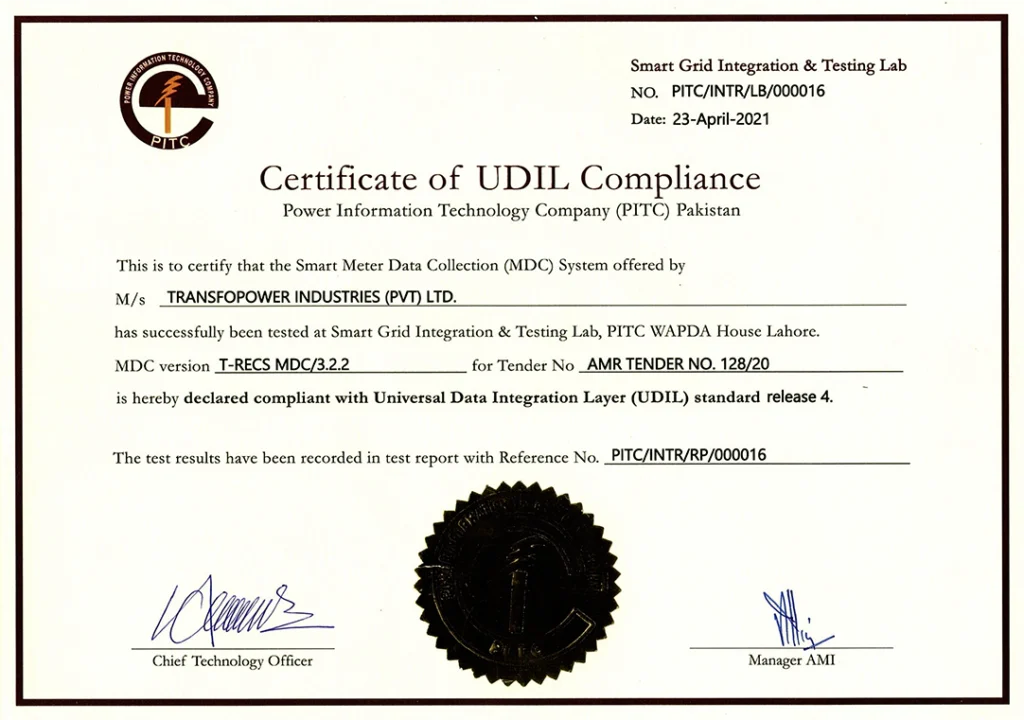 POWER INFORMATION TECHNOLOGY COMPANY
PITC
Smart Grid Integration & Testing Lab
NO. PITC/INTR/LB/000016
Date: 23-April-2021
Certificate of UDIL Compliance
Power Information Technology Company (PITC) Pakistan
This is to certify that the Smart Meter Data Collection (MDC) System offered by
M/s TRANSFOPOWER INDUSTRIES (PVT) LTD.
has successfully been tested at Smart Grid Integration & Testing Lab, PITC WAPDA House Lahore.
MDC version T-RECS MDC/3.2.2 for Tender No AMR TENDER NO. 128/20
is hereby declared compliant with Universal Data Integration Layer (UDIL) standard release 4.
The test results have been recorded in test report with Reference No. PITC/INTR/RP/000016
Chief Technology Officer
Manager AMI